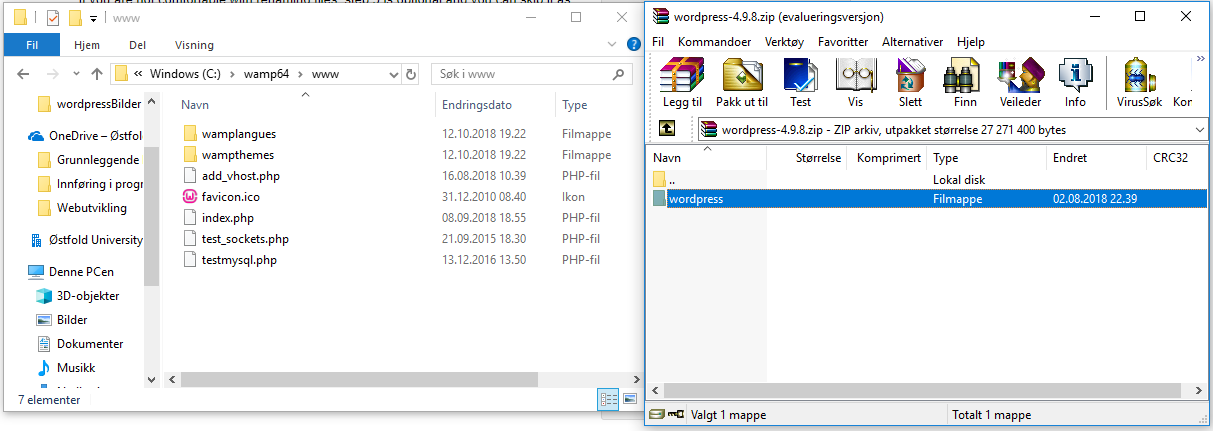 www
Fil Hjem Del Visning
Windows (C:) wamp64 www
Søk i www
wordpressBilder
OneDrive – Østfold
Grunnleggende
Innføring i progr
Webutvikling
Østfold University
Denne PCen
3D-objekter
Bilder
Dokumenter
Musikk
Navn Endringsdato Type
wamplangues 12.10.2018 19.22 Filmappe
wampthemes 12.10.2018 19.22 Filmappe
add_vhost.php 16.08.2018 10.39 PHP-fil
favicon.ico 31.12.2010 08.40 Ikon
index.php 08.09.2018 18.55 PHP-fil
test_sockets.php 21.09.2015 18.30 PHP-fil
testmysql.php 13.12.2016 13.50 PHP-fil
7 elementer
wordpress-4.9.8.zip (evalueringsversjon)
Fil Kommandoer Verktøy Favoritter Alternativer Hjelp
Legg til Pakk ut til Test Vis Slett Finn Veileder Info VirusSøk Kor
wordpress-4.9.8.zip - ZIP arkiv, utpakket størrelse 27 271 400 bytes
Navn Størrelse Komprimert Type Endret CRC32
.. Lokal disk
wordpress Filmappe 02.08.2018 22.39
Valgt 1 mappe Totalt 1 mappe